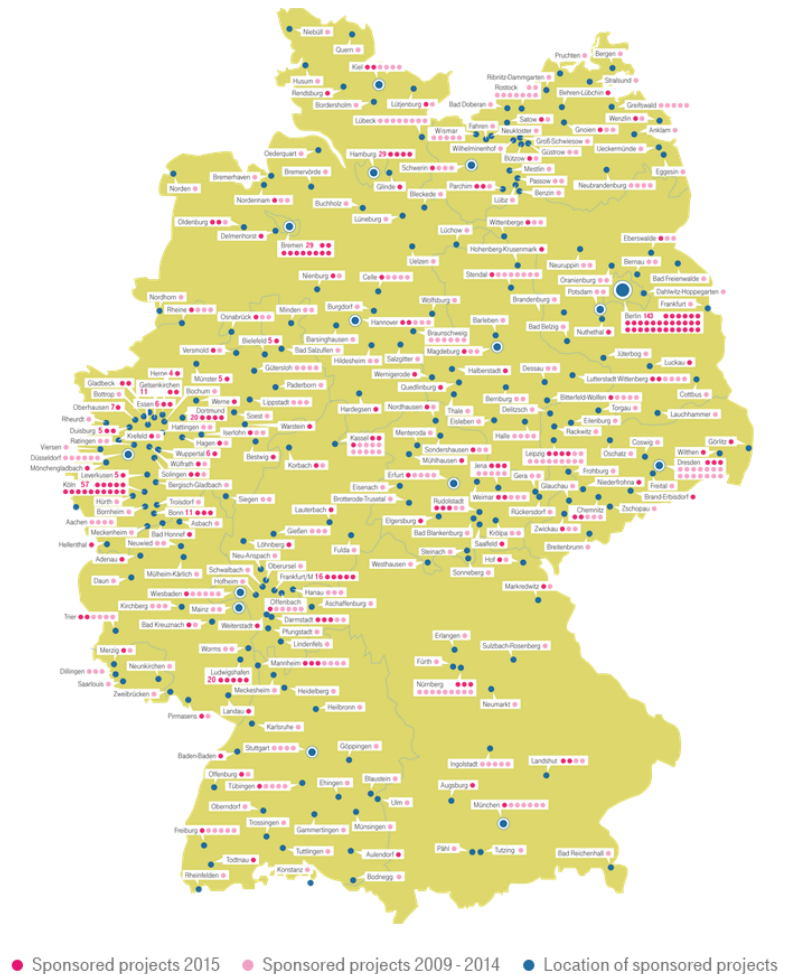 Niebüll
Quern
Kiel
Husum
Rendsburg
Bordesholm
Lütjenburg
Lübeck
Pruchten
Bergen
Ribnitz-Dammgarten
Stralsund
Rostock
Behren-Lübchin
Bad Doberan
Greifswald
Satow
Wenzlin
Wismar
Fahren
Neukloster
Gnoien
Anklam
Wilhelminenhof
Groß-Schwiesow
Oederquart
Hamburg 29
Schwerin
Bützow
Güstrow
Ueckermünde
Bremerhaven
Bremervörde
Mestlin
Eggesin
Norden
Glinde
Parchim
Passow
Neubrandenburg
Nordenham
Buchholz
Bleckede
Lübz
Benzin
Oldenburg
Lüneburg
Wittenberge
Delmenhorst
Lüchow
Eberswalde
Bremen 29
Hohenberg-Krusenmark
Uelzen
Neuruppin
Bernau
Nienburg
Celle
Stendal
Oranienburg
Bad Freienwalde
Potsdam
Dahlwitz-Hoppegarten
Nordhorn
Burgdorf
Wolfsburg
Brandenburg
Frankfurt
Rheine
Osnabrück
Minden
Hannover
Barleben
Berlin 143
Braunschweig
Bad Belzig
Nuthethal
Versmold
Bielefeld 5
Barsinghausen
Magdeburg
Bad Salzuflen
Hildesheim
Salzgitter
Jüterbog
Luckau
Herne 4
Gütersloh
Wernigerode
Halberstadt
Dessau
Gladbeck
Gelsenkirchen
11
Münster 5
Lutterstadt Wittenberg
Bottrop
Bochum
Paderborn
Quedlinburg
Cottbus
Oberhausen 7
Essen 6
Werne
Lippstadt
Bernburg
Bitterfeld-Wolfen
Rheurdt
Dortmund
20
Hardegsen
Nordhausen
Thale
Delitzsch
Torgau
Lauchhammer
Duisburg 5
Soest
Eisleben
Eilenburg
Krefeld
Hattingen
Warstein
Ratingen
Iserlohn
Menteroda
Halle
Rackwitz
Viersen
Hagen
Kassel
Coswig
Görlitz
Düsseldorf
Wuppertal 6
Bestwig
Sondershausen
Leipzig
Oschatz
Witthen
Mönchengladbach
Wüfrath
Korbach
Mühlhausen
Jena
Dresden
Leverkusen 5
Solingen
Erfurt
Gera
Frohburg
Köln 57
Bergisch-Gladbach
Eisenach
Glauchau
Niederfrohna
Freital
Hürth
Troisdorf
Siegen
Brotterode-Trusetal
Weimar
Brand-Erbisdorf
Bornheim
Bonn 11
Lauterbach
Rudolstadt
Rückersdorf
Chemnitz
Zschopau
Aachen
Asbach
Elgersburg
Meckenheim
Bad Honnef
Gießen
Bad Blankenburg
Krölpa
Zwickau
Hellenthal
Neuwied
Löhnberg
Fulda
Saalfeld
Breitenbrunn
Adenau
Neu-Anspach
Steinach
Mülheim-Kärlich
Schwalbach
Oberursel
Westhausen
Hof
Daun
Hofheim
Frankfurt/M 16
Sonneberg
Wiesbaden
Hanau
Markredwitz
Kirchberg
Mainz
Offenbach
Aschaffenburg
Trier
Bad Kreuznach
Weiterstadt
Darmstadt
Pfungstadt
Erlangen
Merzig
Worms
Lindenfels
Sulzbach-Rosenberg
Neunkirchen
Mannheim
Fürth
Dillingen
Ludwigshafen
20
Nürnberg
Saarlouis
Zweibrücken
Meckesheim
Heidelberg
Neumarkt
Pirmasens
Landau
Heilbronn
Karlsruhe
Baden-Baden
Stuttgart
Göppingen
Ingolstadt
Landshut
Offenburg
Tübingen
Ehingen
Blaustein
Augsburg
Oberndorf
Ulm
München
Trossingen
Münsingen
Freiburg
Gammertingen
Tuttlingen
Pähl
Tutzing
Bad Reichenhall
Todtnau
Aulendorf
Rheinfelden
Konstanz
Bodnegg
Sponsored projects 2015
Sponsored projects 2009 - 2014
Location of sponsored projects